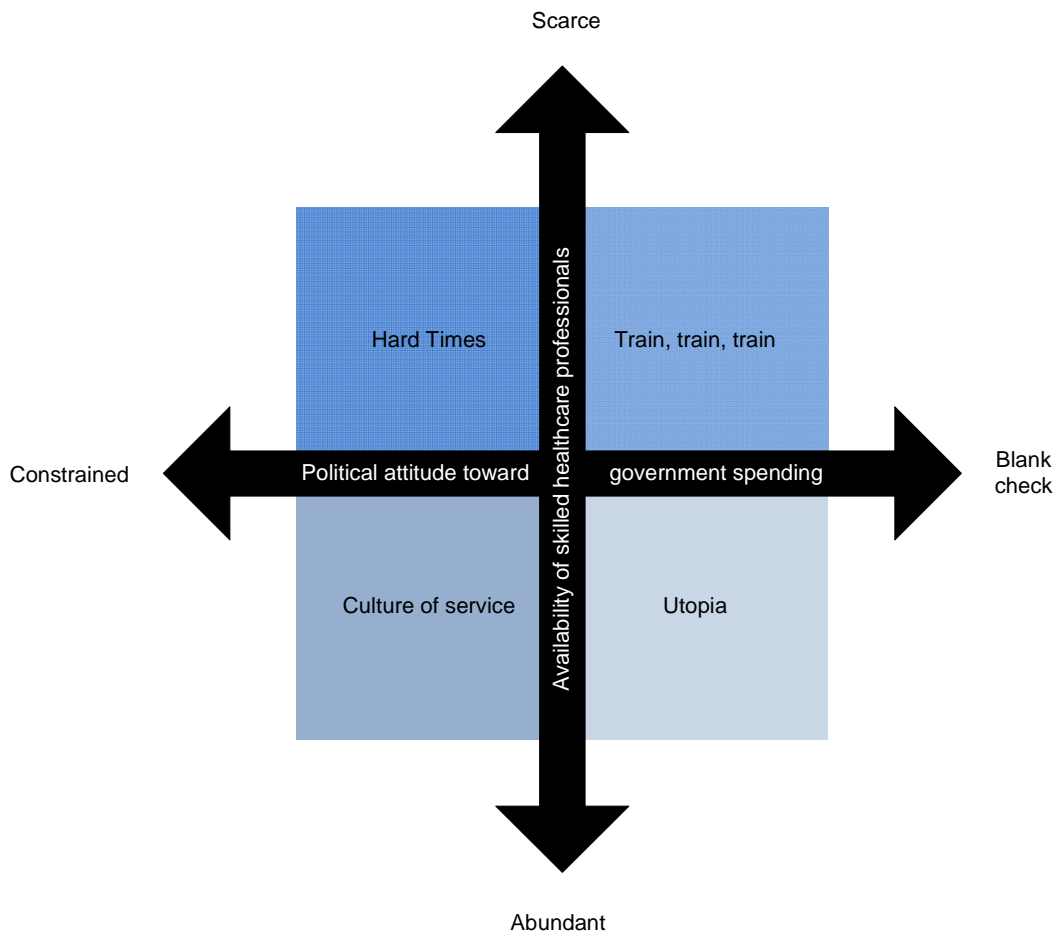 Scarce
Availability of skilled healthcare professionals
Hard Times
Train, train, train
Constrained
Political attitude toward government spending
Blank
check
Culture of service
Utopia
Abundant